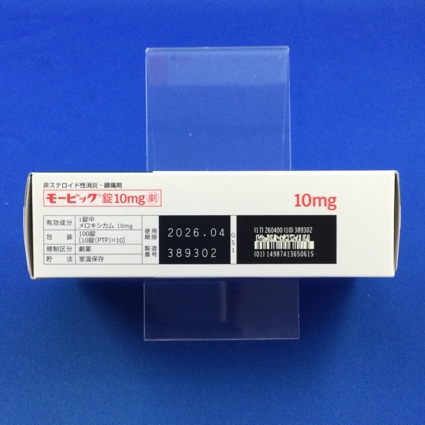 非ステロイド性消炎・鎮痛剤
モービック®錠10mg 劇
10mg
有効成分 1錠中 メロキシカム 10mg
包装 100錠 [10錠(PTP)×10]
規制区分 劇薬
貯法 室温保存
使用期限 2026.04
製造番号 389302
GS1
(17) 260400 (10) 389302
(01) 14987413650615